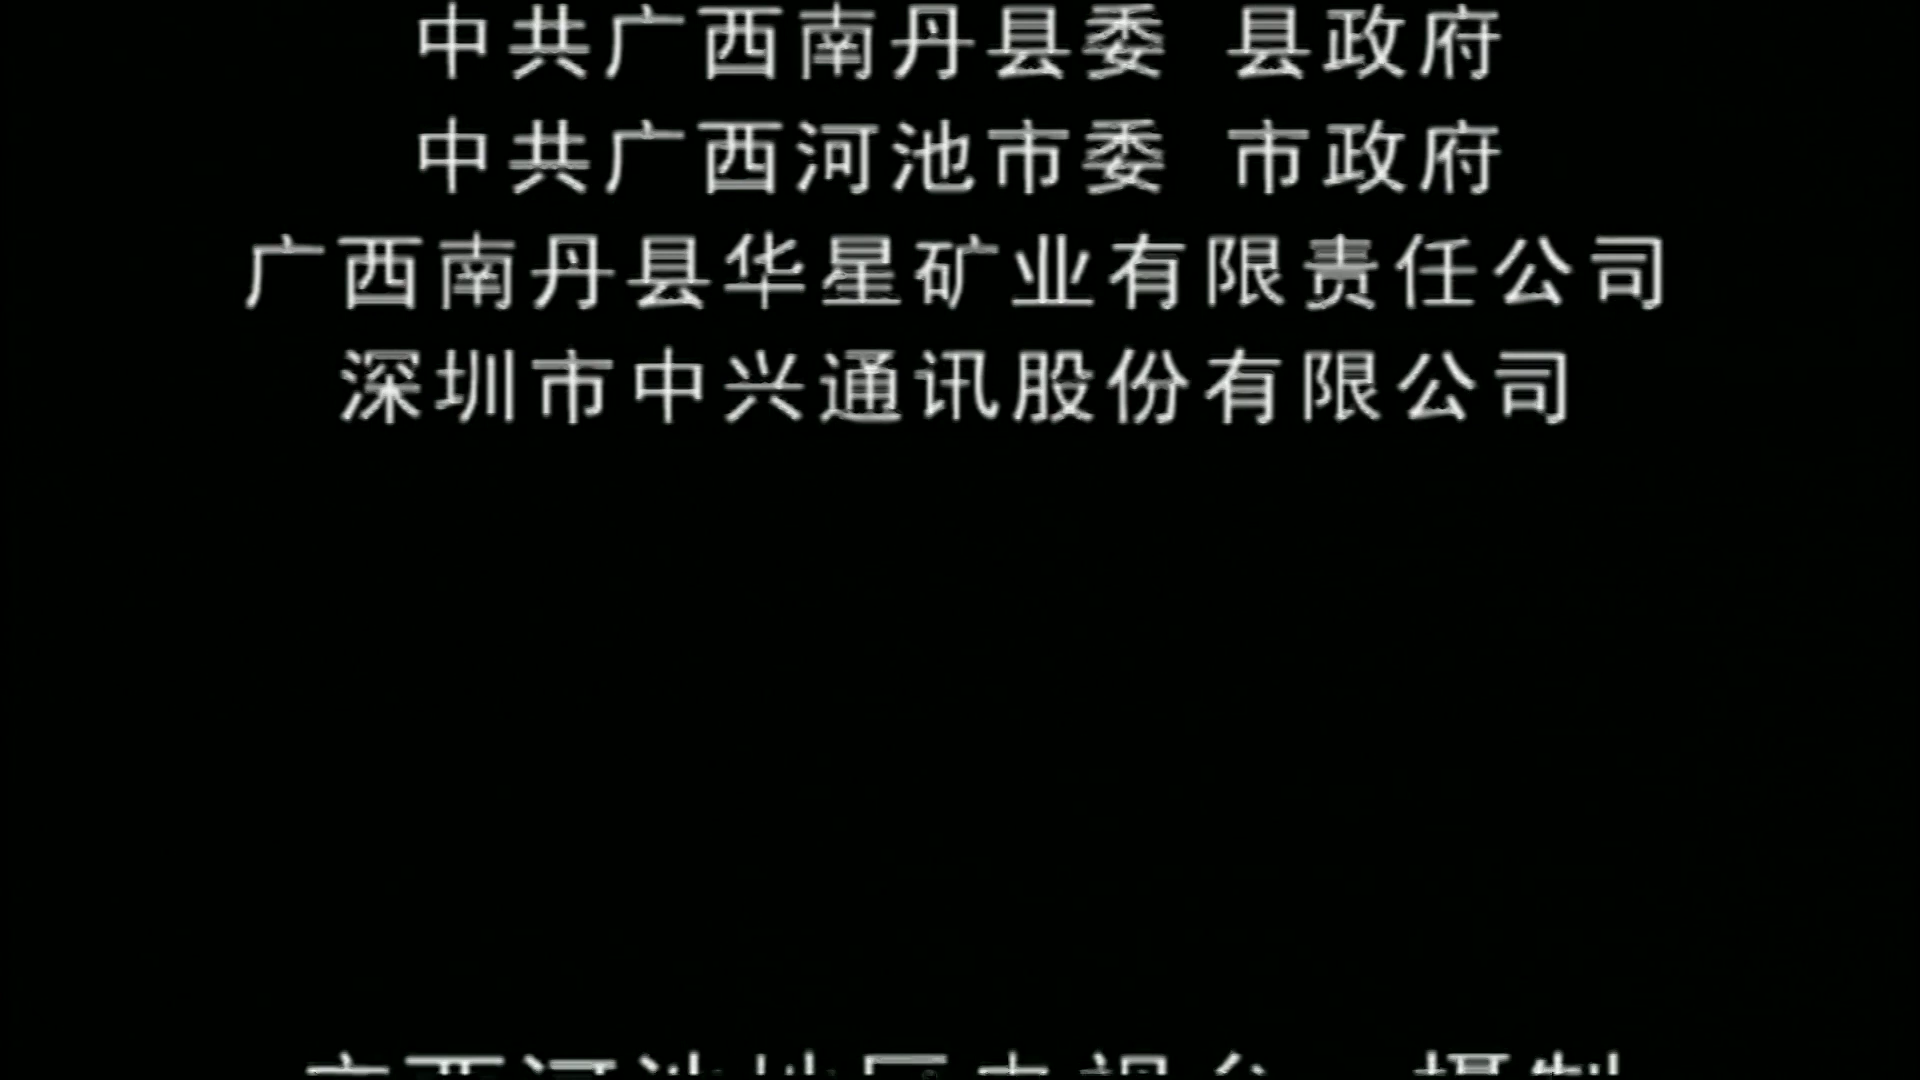 中共广西南丹县委 县政府
中共广西河池市委 市政府
广西南丹县华星矿业有限责任公司
深圳市中兴通讯股份有限公司